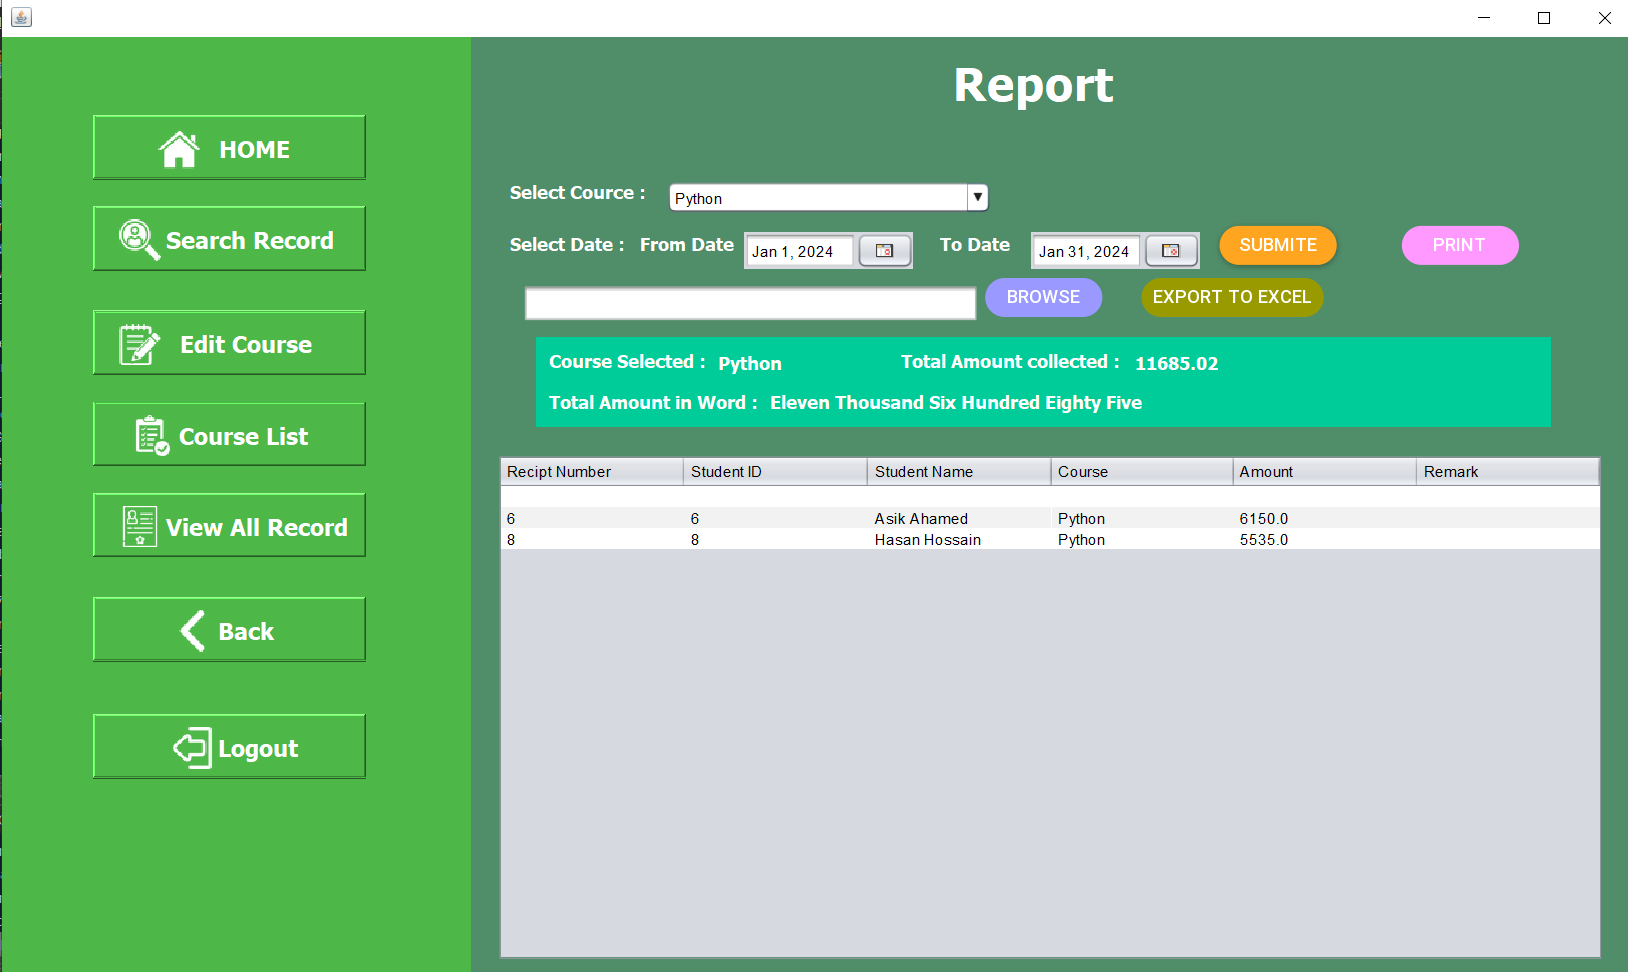 HOME
Search Record
Edit Course
Course List
View All Record
Back
Logout
Report
Select Cource : Python
Select Date : From Date Jan 1, 2024 To Date Jan 31, 2024 SUBMITE PRINT
BROWSE EXPORT TO EXCEL
Course Selected : Python Total Amount collected : 11685.02
Total Amount in Word : Eleven Thousand Six Hundred Eighty Five
Recipt Number Student ID Student Name Course Amount Remark
6 6 Asik Ahamed Python 6150.0
8 8 Hasan Hossain Python 5535.0